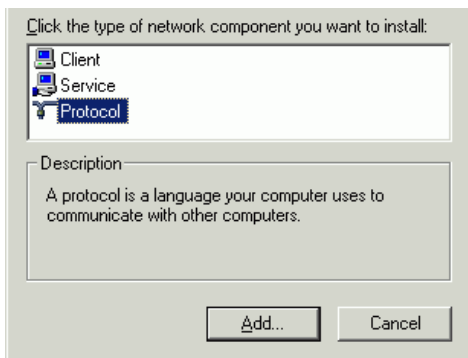 Click the type of network component you want to install:
Client
Service
Protocol
Description
A protocol is a language your computer uses to
communicate with other computers.
Add... Cancel